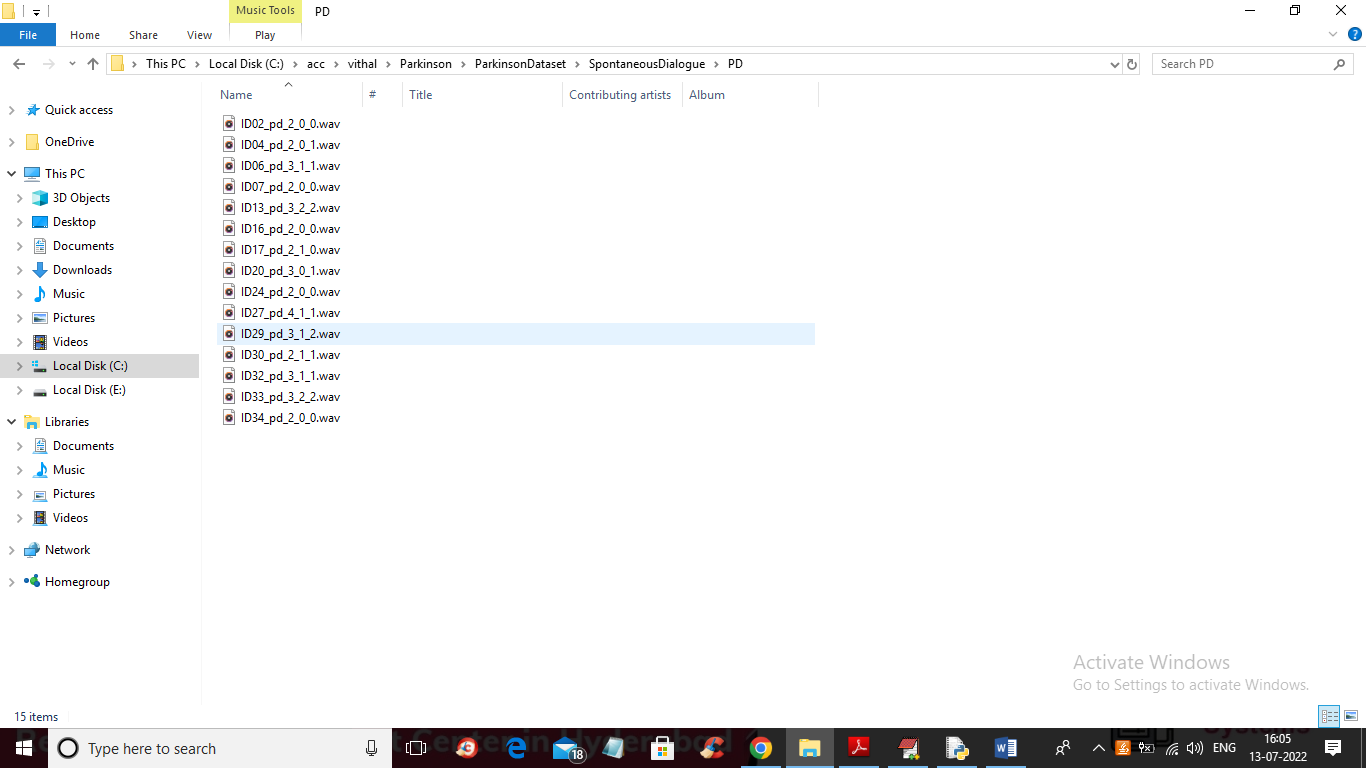 Music Tools
PD
File
Home
Share
View
Play
This PC
Local Disk (C:)
acc
vithal
Parkinson
ParkinsonDataset
SpontaneousDialogue
PD
Search PD
Name
#
Title
Contributing artists
Album
Quick access
OneDrive
This PC
3D Objects
Desktop
Documents
Downloads
Music
Pictures
Videos
Local Disk (C:)
Local Disk (E:)
Libraries
Documents
Music
Pictures
Videos
Network
Homegroup
ID02_pd_2_0_0.wav
ID04_pd_2_0_1.wav
ID06_pd_3_1_1.wav
ID07_pd_2_0_0.wav
ID13_pd_3_2_2.wav
ID16_pd_2_0_0.wav
ID17_pd_2_1_0.wav
ID20_pd_3_0_1.wav
ID24_pd_2_0_0.wav
ID27_pd_4_1_1.wav
ID29_pd_3_1_2.wav
ID30_pd_2_1_1.wav
ID32_pd_3_1_1.wav
ID33_pd_3_2_2.wav
ID34_pd_2_0_0.wav
Activate Windows
Go to Settings to activate Windows.
15 items
Type here to search
18
ENG
16:05
13-07-2022